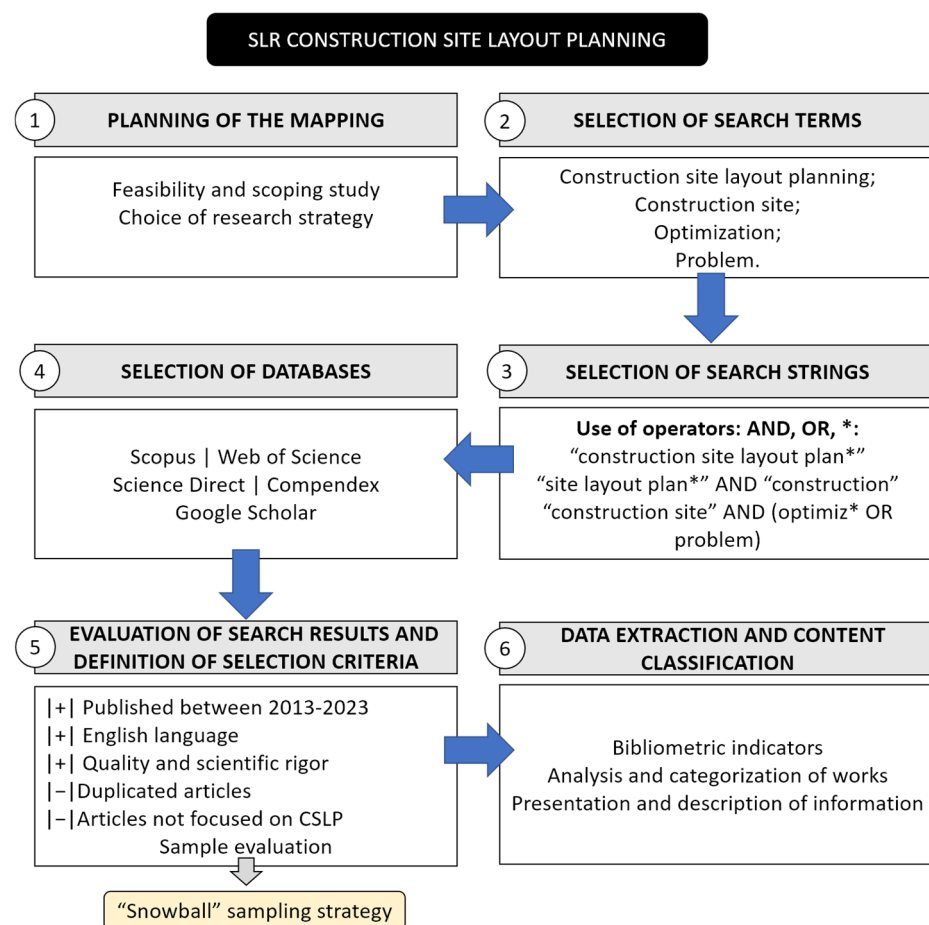 SLR CONSTRUCTION SITE LAYOUT PLANNING
1
PLANNING OF THE MAPPING
Feasibility and scoping study
Choice of research strategy
2
SELECTION OF SEARCH TERMS
Construction site layout planning;
Construction site;
Optimization;
Problem.
3
SELECTION OF SEARCH STRINGS
Use of operators: AND, OR, *:
“construction site layout plan*”
“site layout plan*” AND “construction”
“construction site” AND (optimiz* OR
problem)
4
SELECTION OF DATABASES
Scopus | Web of Science
Science Direct | Compendex
Google Scholar
5
EVALUATION OF SEARCH RESULTS AND
DEFINITION OF SELECTION CRITERIA
|+| Published between 2013-2023
|+| English language
|+| Quality and scientific rigor
|−|Duplicated articles
|−|Articles not focused on CSLP
Sample evaluation
“Snowball” sampling strategy
6
DATA EXTRACTION AND CONTENT
CLASSIFICATION
Bibliometric indicators
Analysis and categorization of works
Presentation and description of information